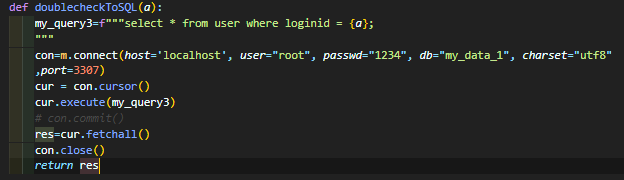 def doublecheckToSQL(a):
    my_query3=f"""select * from user where loginid = {a};
    """
    con=m.connect(host='localhost', user="root", passwd="1234", db="my_data_1", charset="utf8"
    ,port=3307)
    cur = con.cursor()
    cur.execute(my_query3)
    # con.commit()
    res=cur.fetchall()
    con.close()
    return res